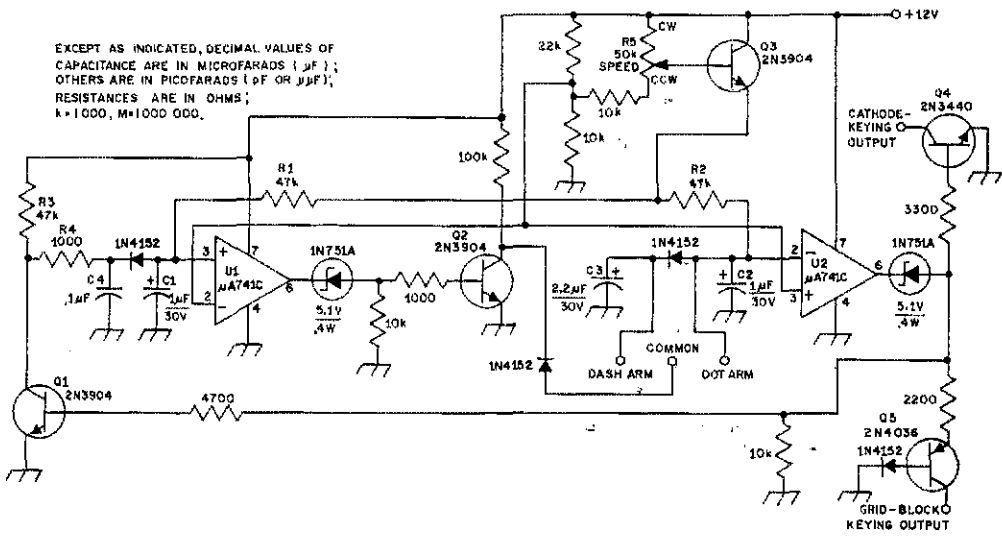 EXCEPT AS INDICATED, DECIMAL VALUES OF
CAPACITANCE ARE IN MICROFARADS (µF);
OTHERS ARE IN PICOFARADS (pF OR µµF);
RESISTANCES ARE IN OHMS;
k=1000, M=1000 000.
+12V
22k
CW
R5
50k
SPEED
CCW
Q3
2N3904
10k
10k
100k
Q4
2N3440
CATHODE-
KEYING
OUTPUT
R1
47k
R2
47k
R3
47k
R4
1000
1N4152
C4
.1µF
C1
1µF
30V
3
2
7
U1
µA741C
6
4
1N751A
5.1V
.4W
10k
1000
Q2
2N3904
1N4152
C3
2.2µF
30V
1N4152
C2
1µF
30V
DASH ARM
COMMON
DOT ARM
2
3
7
U2
µA741C
6
4
1N751A
5.1V
.4W
3300
Q1
2N3904
4700
10k
2200
Q5
2N4036
1N4152
GRID-BLOCK
KEYING OUTPUT